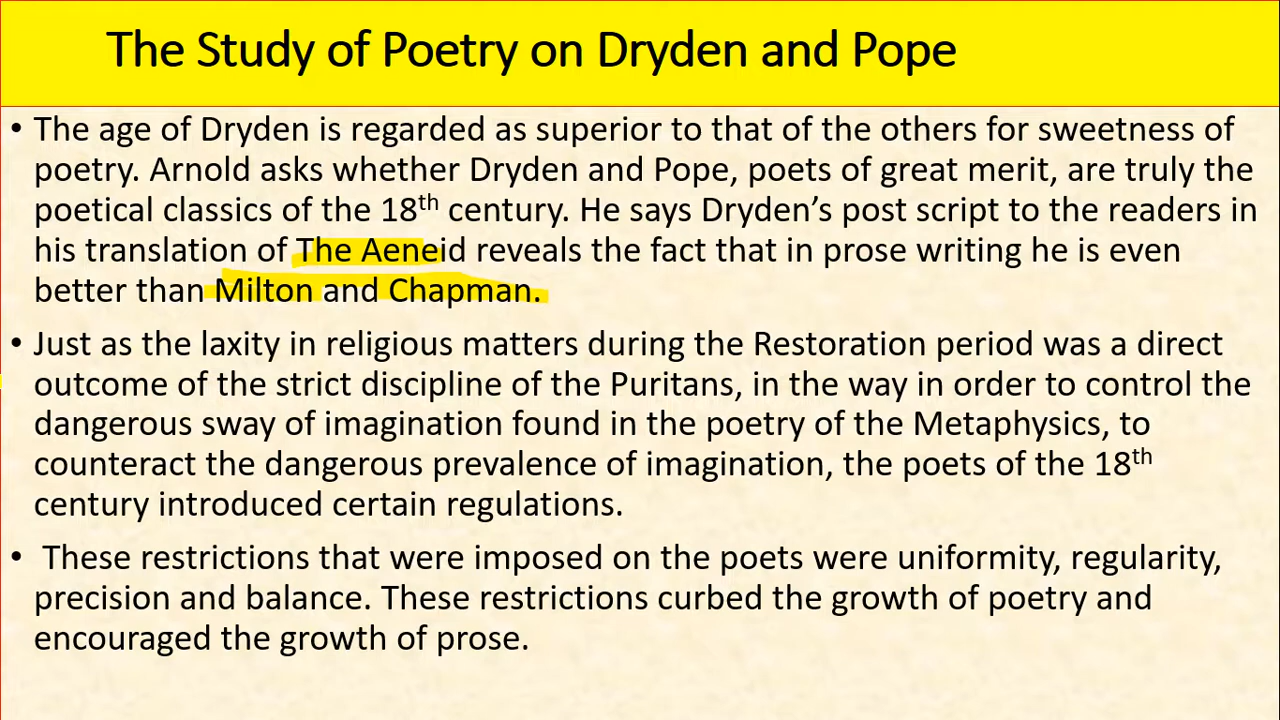 The Study of Poetry on Dryden and Pope
• The age of Dryden is regarded as superior to that of the others for sweetness of
poetry. Arnold asks whether Dryden and Pope, poets of great merit, are truly the
poetical classics of the 18th century. He says Dryden’s post script to the readers in
his translation of The Aeneid reveals the fact that in prose writing he is even
better than Milton and Chapman.
• Just as the laxity in religious matters during the Restoration period was a direct
outcome of the strict discipline of the Puritans, in the way in order to control the
dangerous sway of imagination found in the poetry of the Metaphysics, to
counteract the dangerous prevalence of imagination, the poets of the 18th
century introduced certain regulations.
• These restrictions that were imposed on the poets were uniformity, regularity,
precision and balance. These restrictions curbed the growth of poetry and
encouraged the growth of prose.